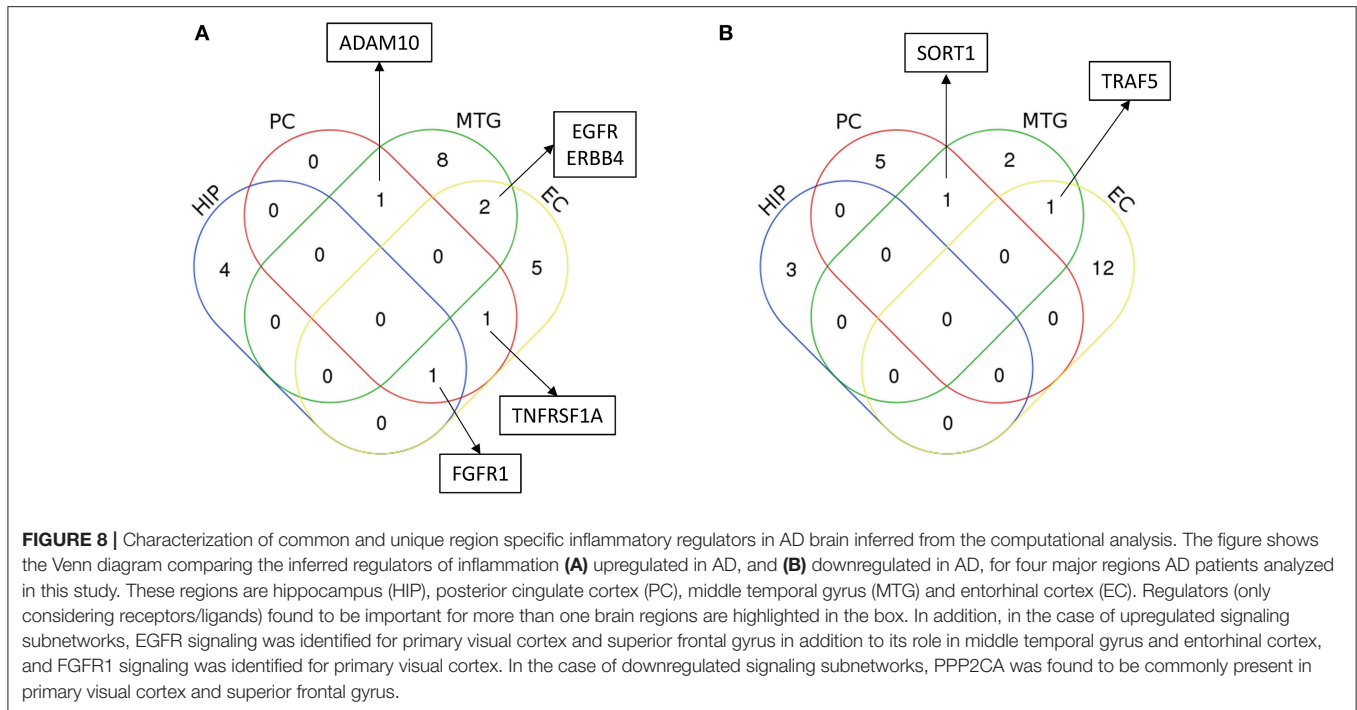 A
ADAM10
PC
MTG
EGFR
ERBB4
HIP
EC
0
8
0
1
2
4
0
0
5
0
0
1
0
1
0
TNFRSF1A
FGFR1
B
SORT1
TRAF5
PC
MTG
HIP
EC
5
2
0
1
1
3
0
0
12
0
0
0
0
0
0
FIGURE 8 | Characterization of common and unique region specific inflammatory regulators in AD brain inferred from the computational analysis. The figure shows
the Venn diagram comparing the inferred regulators of inflammation (A) upregulated in AD, and (B) downregulated in AD, for four major regions AD patients analyzed
in this study. These regions are hippocampus (HIP), posterior cingulate cortex (PC), middle temporal gyrus (MTG) and entorhinal cortex (EC). Regulators (only
considering receptors/ligands) found to be important for more than one brain regions are highlighted in the box. In addition, in the case of upregulated signaling
subnetworks, EGFR signaling was identified for primary visual cortex and superior frontal gyrus in addition to its role in middle temporal gyrus and entorhinal cortex,
and FGFR1 signaling was identified for primary visual cortex. In the case of downregulated signaling subnetworks, PPP2CA was found to be commonly present in
primary visual cortex and superior frontal gyrus.